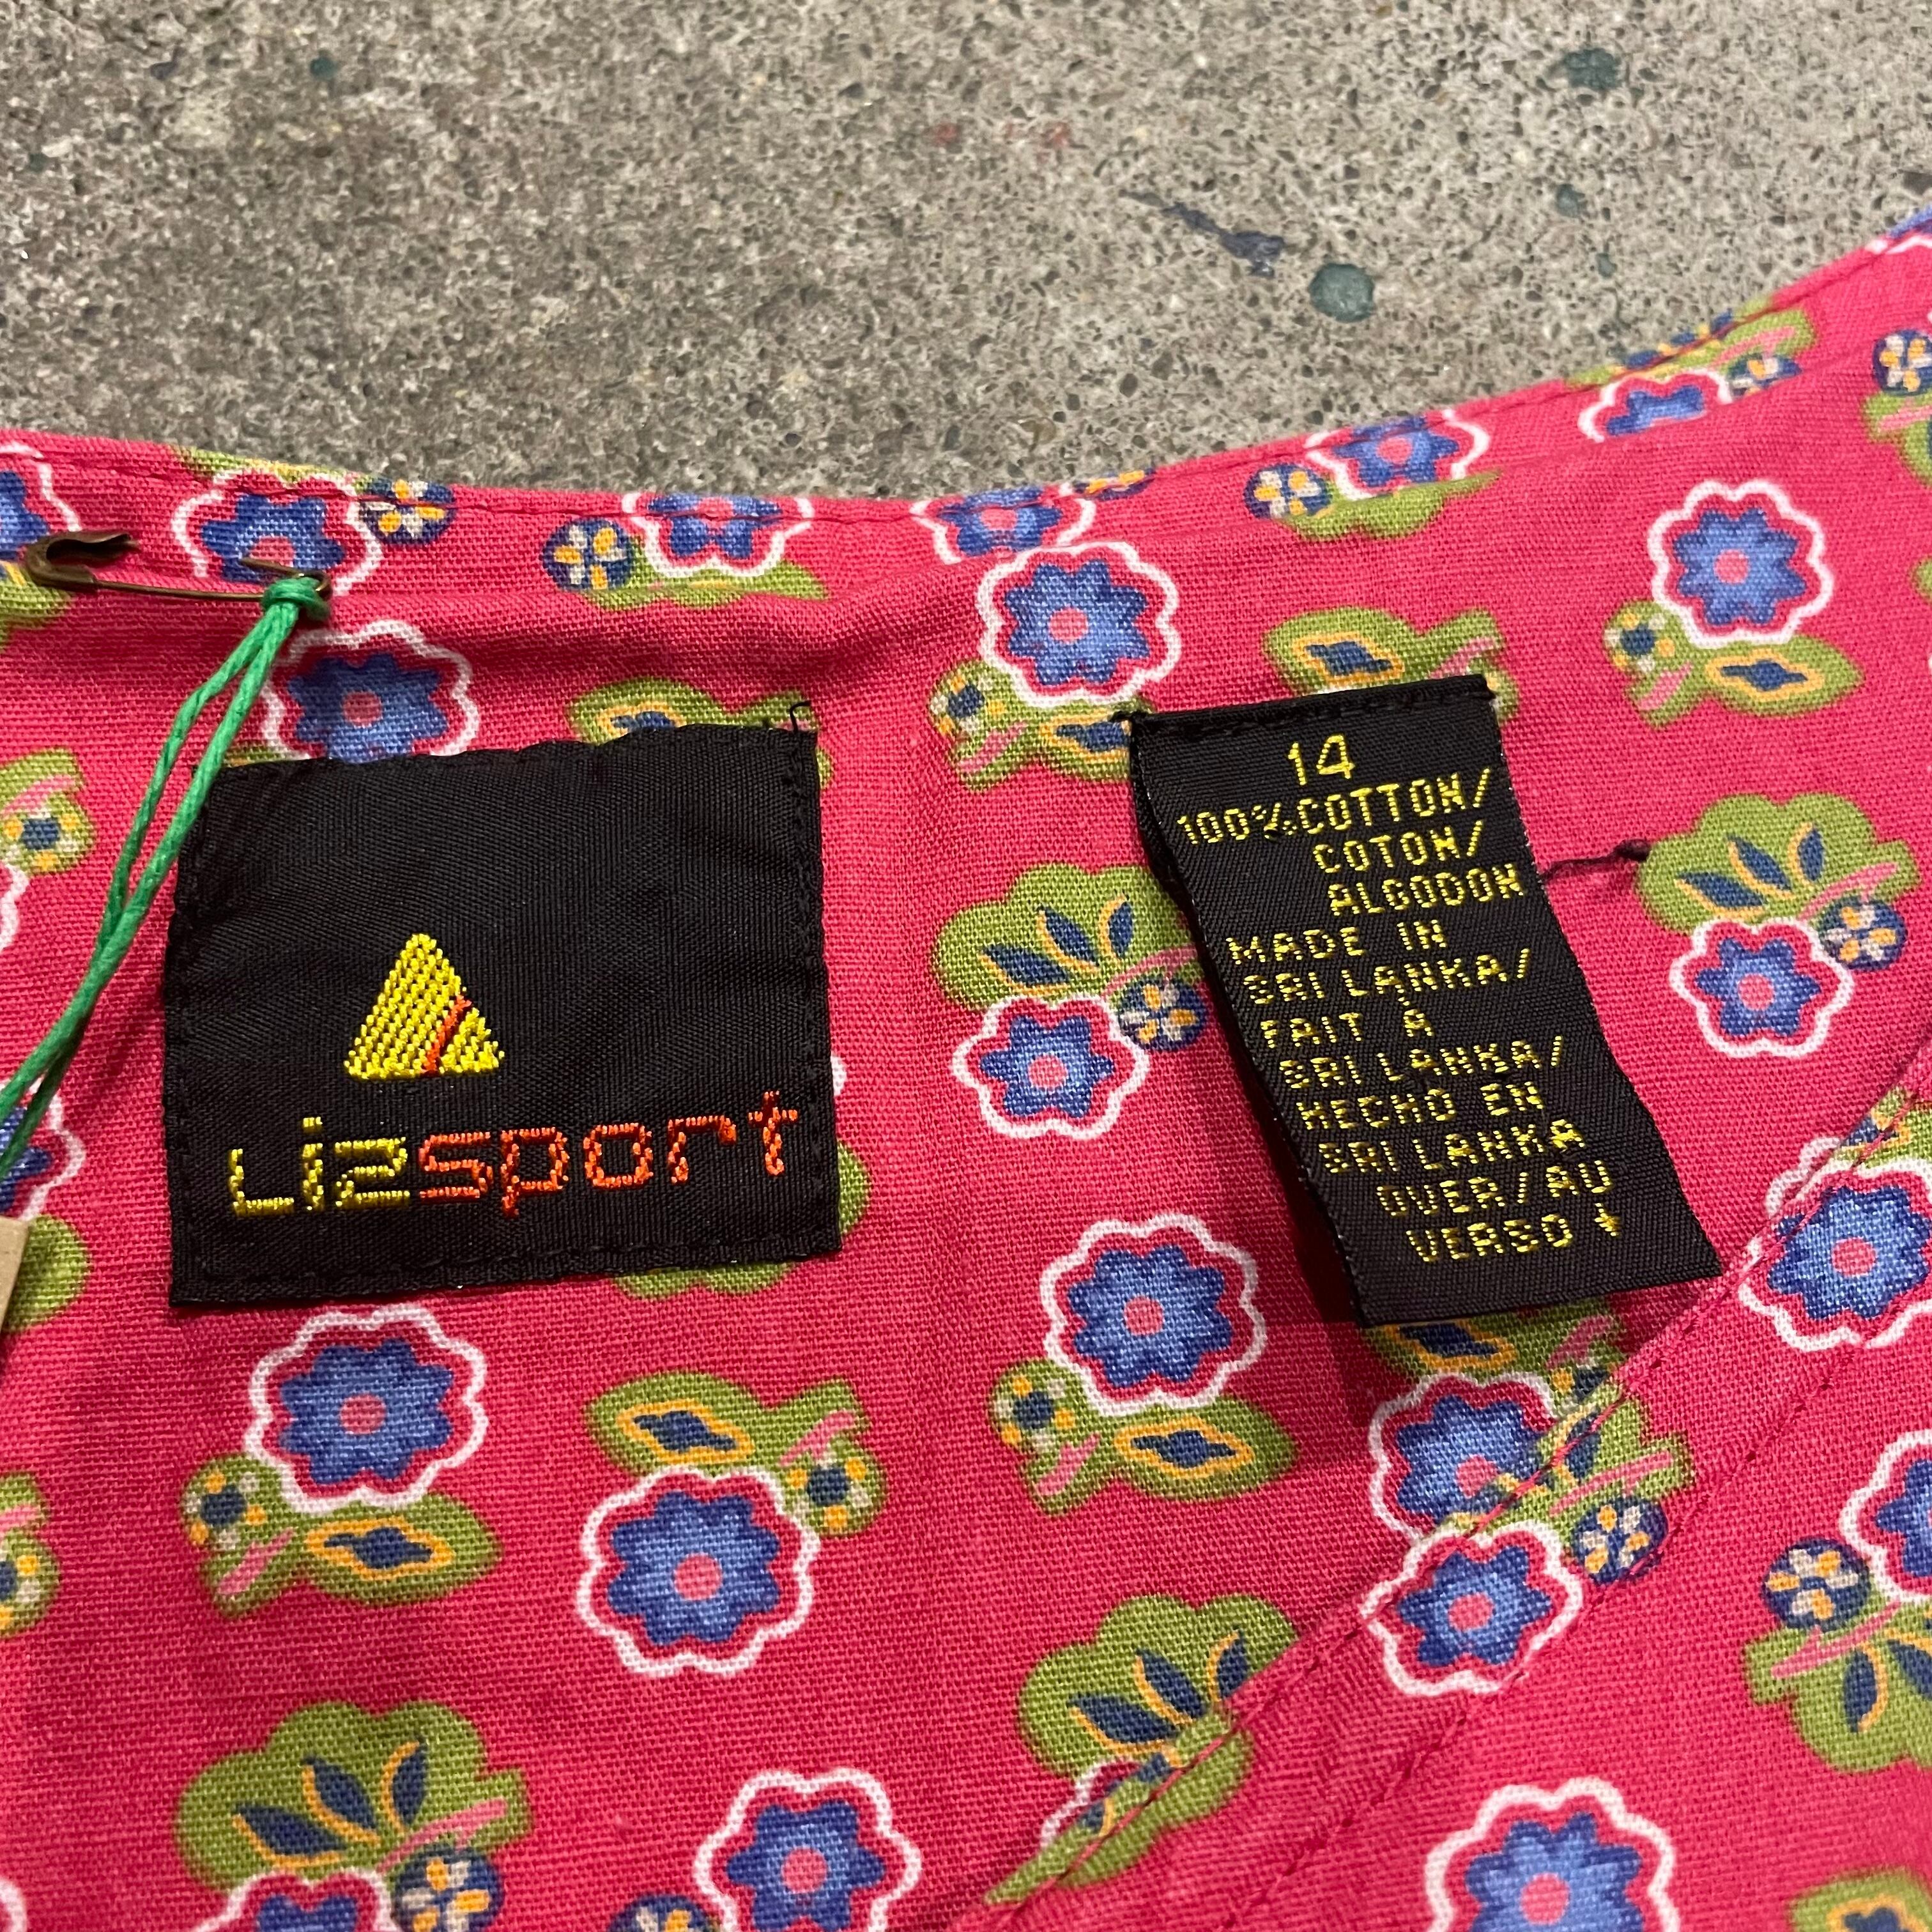 Lizsport
14
100% COTTON/
COTON/
ALGODON
MADE IN
SRI LANKA/
FAIT À
SRI LANKA/
HECHO EN
SRI LANKA
OVER/AU
VERSO